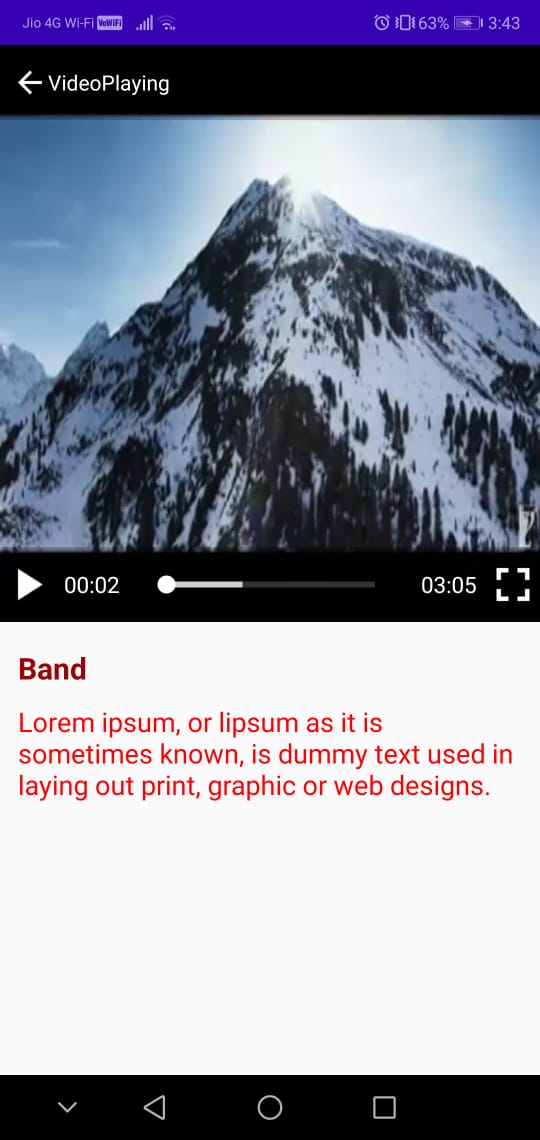 Jio 4G Wi-Fi VoWiFi 63% 3:43
VideoPlaying
00:02 03:05
Band
Lorem ipsum, or lipsum as it is
sometimes known, is dummy text used in
laying out print, graphic or web designs.